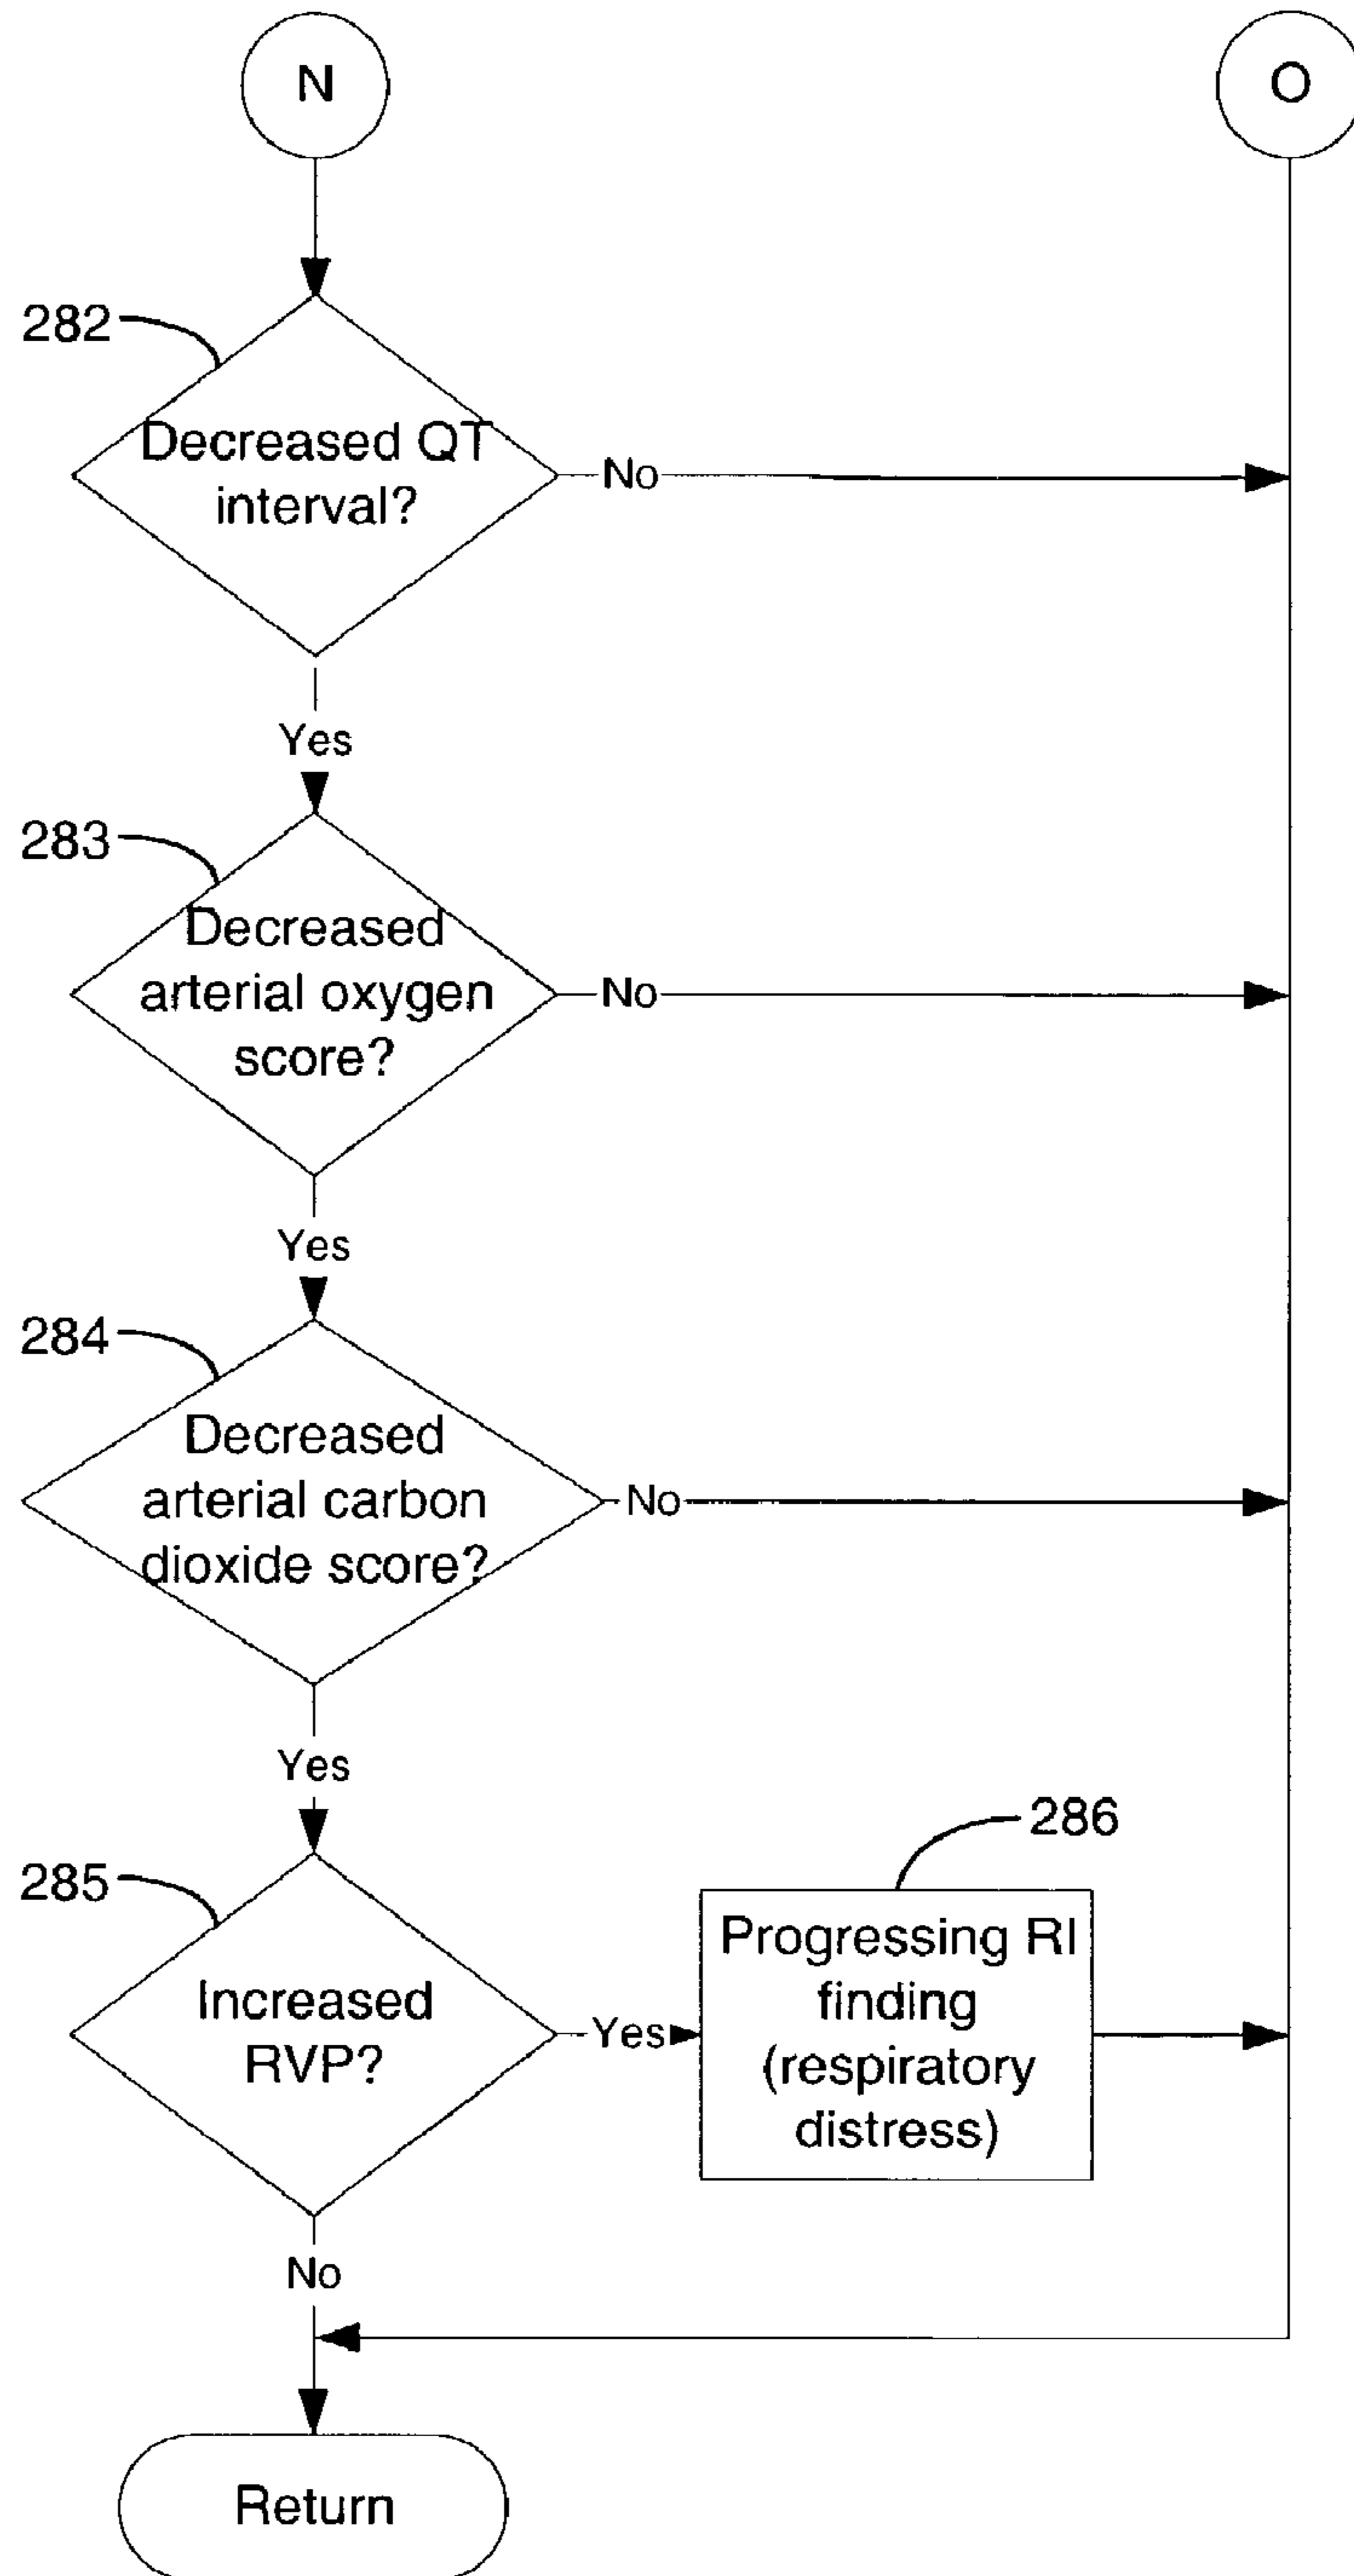 N
O
282
Decreased QT
interval?
No
Yes
283
Decreased
arterial oxygen
score?
No
Yes
284
Decreased
arterial carbon
dioxide score?
No
Yes
285
Increased
RVP?
Yes
286
Progressing RI
finding
(respiratory
distress)
No
Return